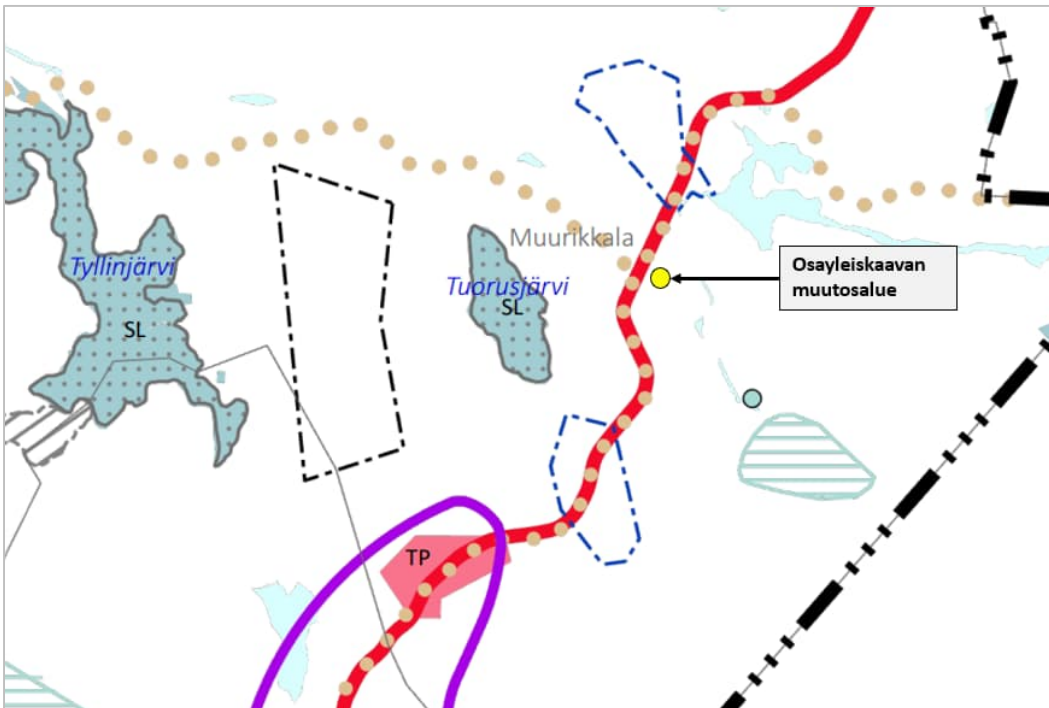 Muurikkala
Tyllinjärvi
SL
Tuorusjärvi
SL
Osayleiskaavan
muutosalue
TP